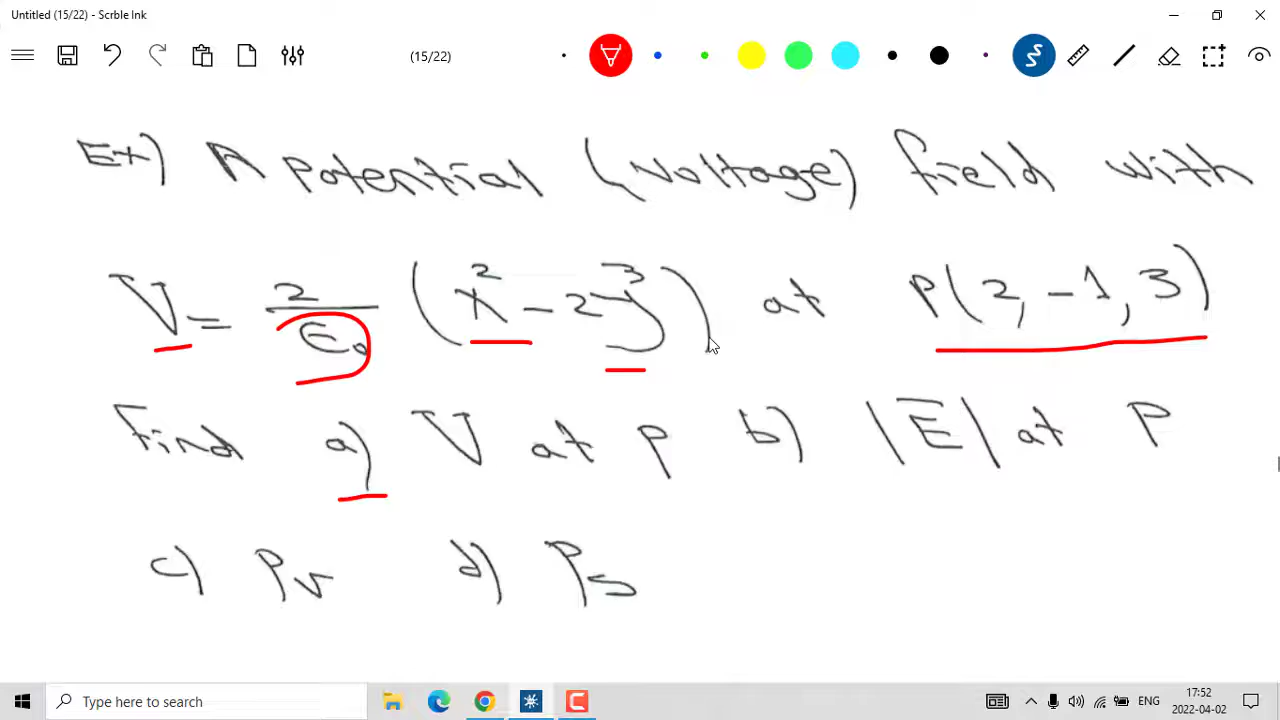 Untitled (15/22) - Scrble Ink
(15/22)
Ex) A potential (voltage) field with
V = 2/ϵ₀ (x² - 2y³) at P(2, -1, 3)
Find a) V at P b) |E̅| at P
c) ρv d) ρs
Type here to search
ENG
17:52
2022-04-02